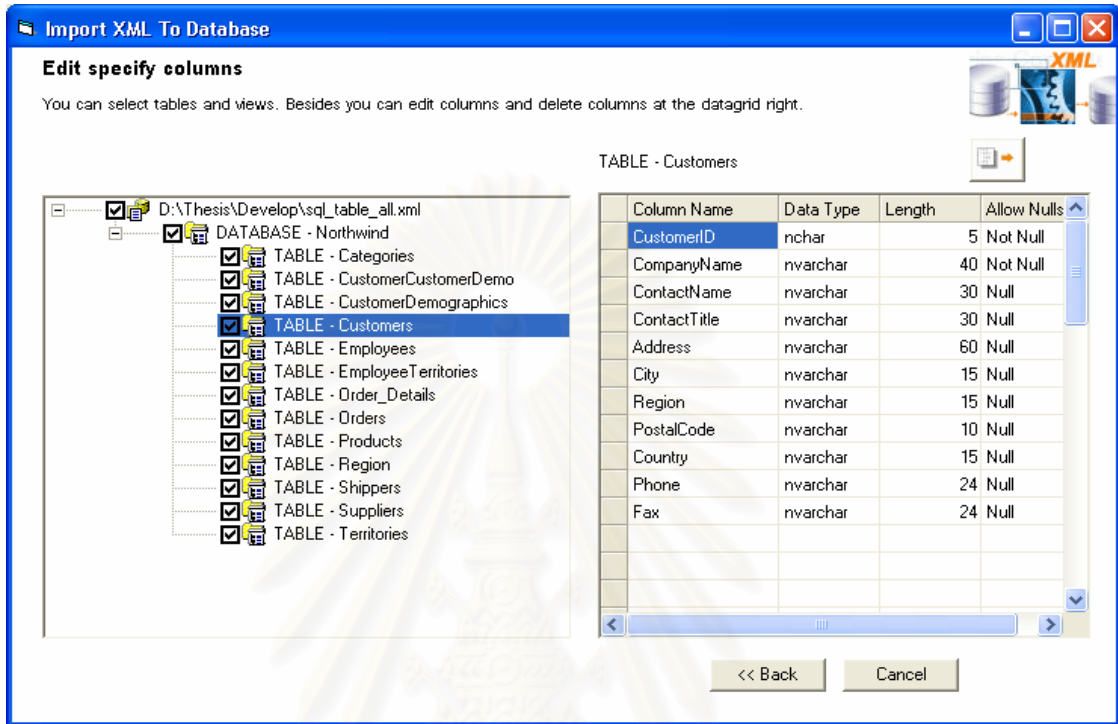 Import XML To Database
Edit specify columns
XML
You can select tables and views. Besides you can edit columns and delete columns at the datagrid right.
TABLE - Customers
D:\Thesis\Develop\sql_table_all.xml
DATABASE - Northwind
TABLE - Categories
TABLE - CustomerCustomerDemo
TABLE - CustomerDemographics
TABLE - Customers
TABLE - Employees
TABLE - EmployeeTerritories
TABLE - Order_Details
TABLE - Orders
TABLE - Products
TABLE - Region
TABLE - Shippers
TABLE - Suppliers
TABLE - Territories
Column Name Data Type Length Allow Nulls
CustomerID nchar 5 Not Null
CompanyName nvarchar 40 Not Null
ContactName nvarchar 30 Null
ContactTitle nvarchar 30 Null
Address nvarchar 60 Null
City nvarchar 15 Null
Region nvarchar 15 Null
PostalCode nvarchar 10 Null
Country nvarchar 15 Null
Phone nvarchar 24 Null
Fax nvarchar 24 Null
<< Back Cancel